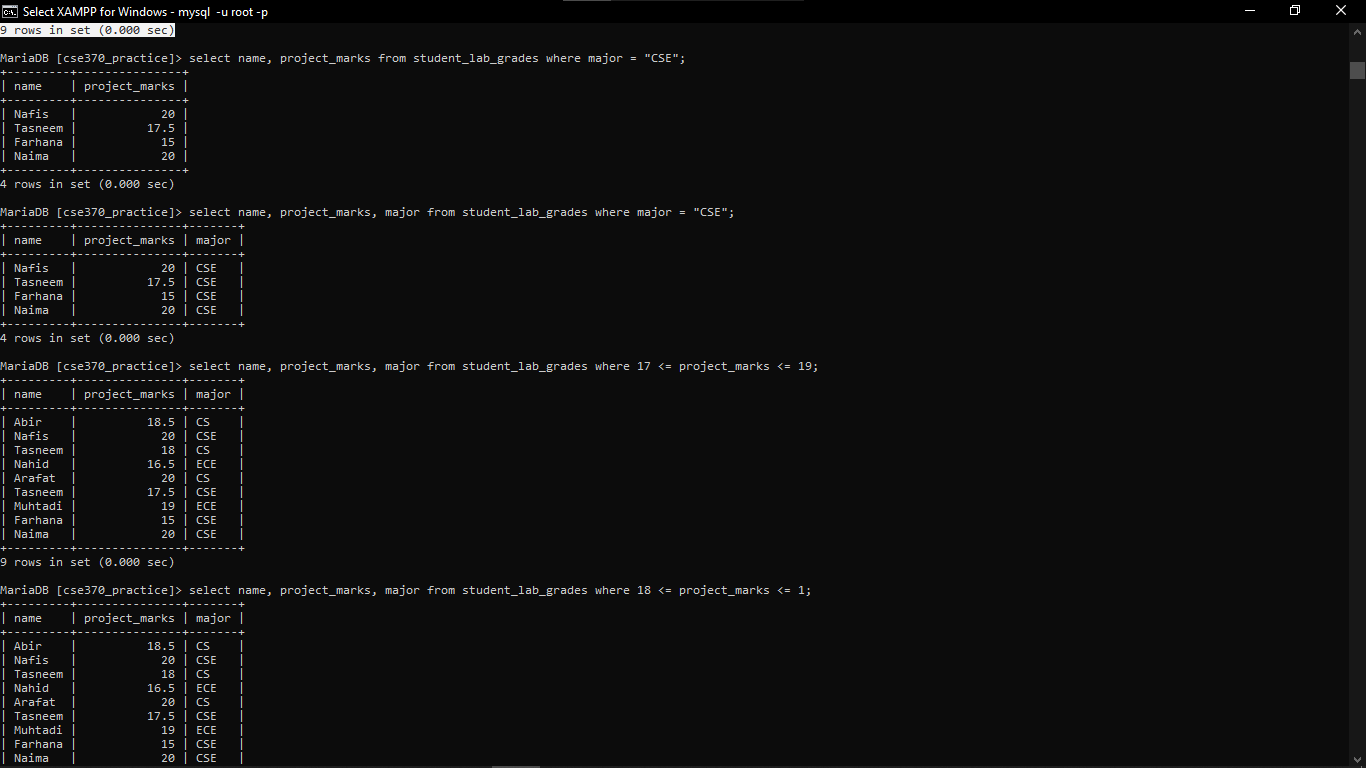 Select XAMPP for Windows - mysql  -u root -p
9 rows in set (0.000 sec)

MariaDB [cse370_practice]> select name, project_marks from student_lab_grades where major = "CSE";
+---------+---------------+
| name    | project_marks |
+---------+---------------+
| Nafis   |            20 |
| Tasneem |          17.5 |
| Farhana |            15 |
| Naima   |            20 |
+---------+---------------+
4 rows in set (0.000 sec)

MariaDB [cse370_practice]> select name, project_marks, major from student_lab_grades where major = "CSE";
+---------+---------------+-------+
| name    | project_marks | major |
+---------+---------------+-------+
| Nafis   |            20 | CSE   |
| Tasneem |          17.5 | CSE   |
| Farhana |            15 | CSE   |
| Naima   |            20 | CSE   |
+---------+---------------+-------+
4 rows in set (0.000 sec)

MariaDB [cse370_practice]> select name, project_marks, major from student_lab_grades where 17 <= project_marks <= 19;
+---------+---------------+-------+
| name    | project_marks | major |
+---------+---------------+-------+
| Abir    |          18.5 | CS    |
| Nafis   |            20 | CSE   |
| Tasneem |            18 | CS    |
| Nahid   |          16.5 | ECE   |
| Arafat  |            20 | CS    |
| Tasneem |          17.5 | CSE   |
| Muhtadi |            19 | ECE   |
| Farhana |            15 | CSE   |
| Naima   |            20 | CSE   |
+---------+---------------+-------+
9 rows in set (0.000 sec)

MariaDB [cse370_practice]> select name, project_marks, major from student_lab_grades where 18 <= project_marks <= 1;
+---------+---------------+-------+
| name    | project_marks | major |
+---------+---------------+-------+
| Abir    |          18.5 | CS    |
| Nafis   |            20 | CSE   |
| Tasneem |            18 | CS    |
| Nahid   |          16.5 | ECE   |
| Arafat  |            20 | CS    |
| Tasneem |          17.5 | CSE   |
| Muhtadi |            19 | ECE   |
| Farhana |            15 | CSE   |
| Naima   |            20 | CSE   |